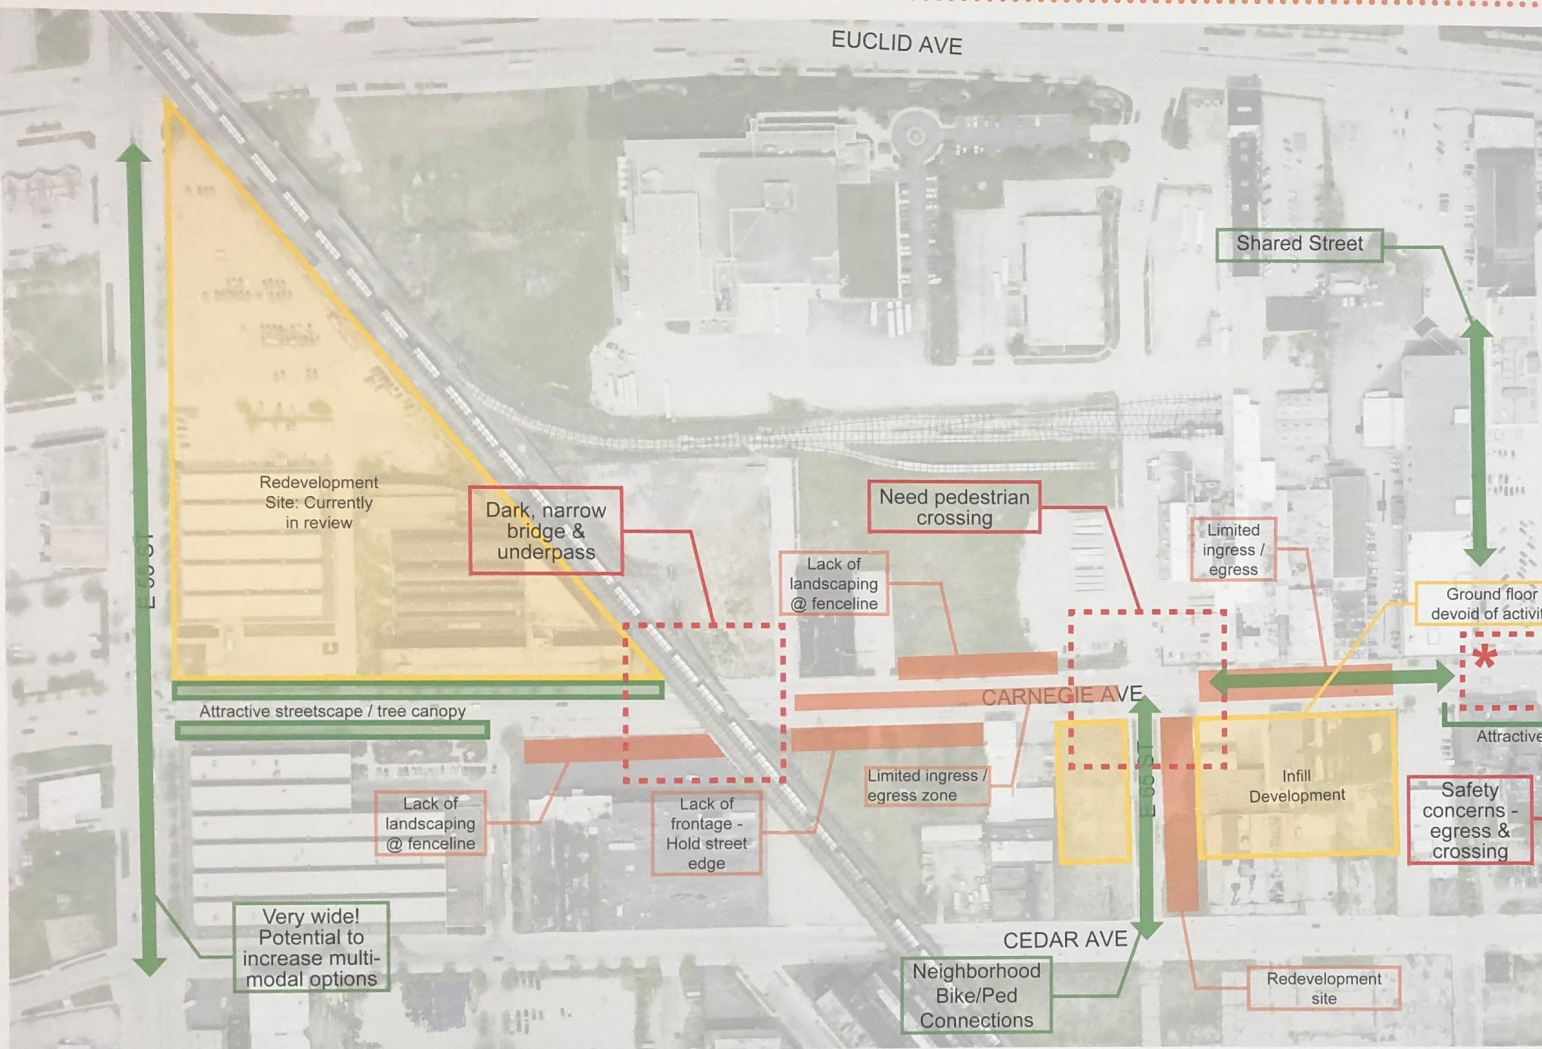 EUCLID AVE
Shared Street
Redevelopment
Site: Currently
in review
Dark, narrow
bridge &
underpass
Need pedestrian
crossing
Limited
ingress /
egress
Lack of
landscaping
@ fenceline
Ground floor
devoid of activit
*
CARNEGIE AVE
Attractive streetscape / tree canopy
Attractive
E 55 ST
E 65 ST
Limited ingress /
egress zone
Infill
Development
Safety
concerns -
egress &
crossing
Lack of
landscaping
@ fenceline
Lack of
frontage -
Hold street
edge
Very wide!
Potential to
increase multi-
modal options
CEDAR AVE
Neighborhood
Bike/Ped
Connections
Redevelopment
site